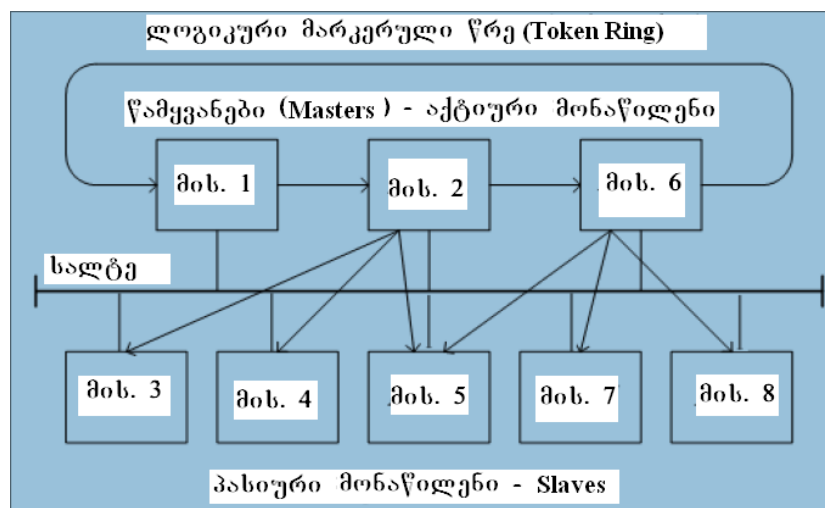 ლოგიკური მარკერული წრე (Token Ring)
წამყვანები (Masters ) - აქტიური მონაწილენი
მის. 1
მის. 2
მის. 6
სალტე
მის. 3
მის. 4
მის. 5
მის. 7
მის. 8
პასიური მონაწილენი - Slaves